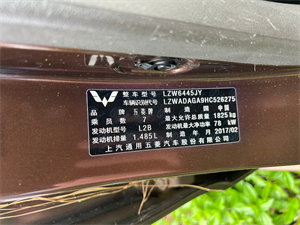 整车型号 LZW6445JY
车辆识别代号 LZWADAGA9HC526275
品牌 五菱牌 制造国 中国
乘员数 7 最大允许总质量 1825 kg
发动机型号 L2B 发动机最大净功率 78 kW
发动机排量 1.485L 制造年月 2017/02
上汽通用五菱汽车股份有限公司